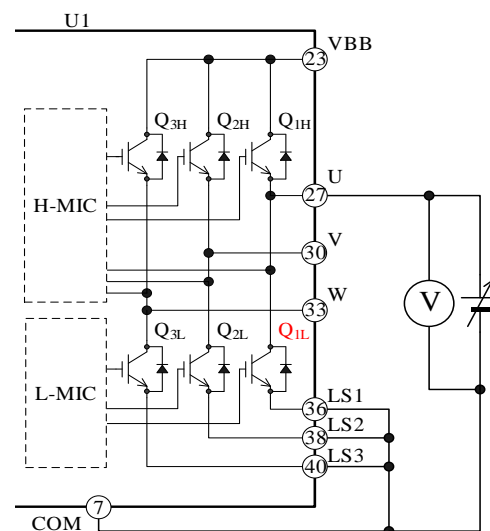 U1
VBB
23
Q3H
Q2H
Q1H
U
27
H-MIC
V
30
V
W
33
Q3L
Q2L
Q1L
L-MIC
LS1
36
LS2
38
LS3
40
7
COM